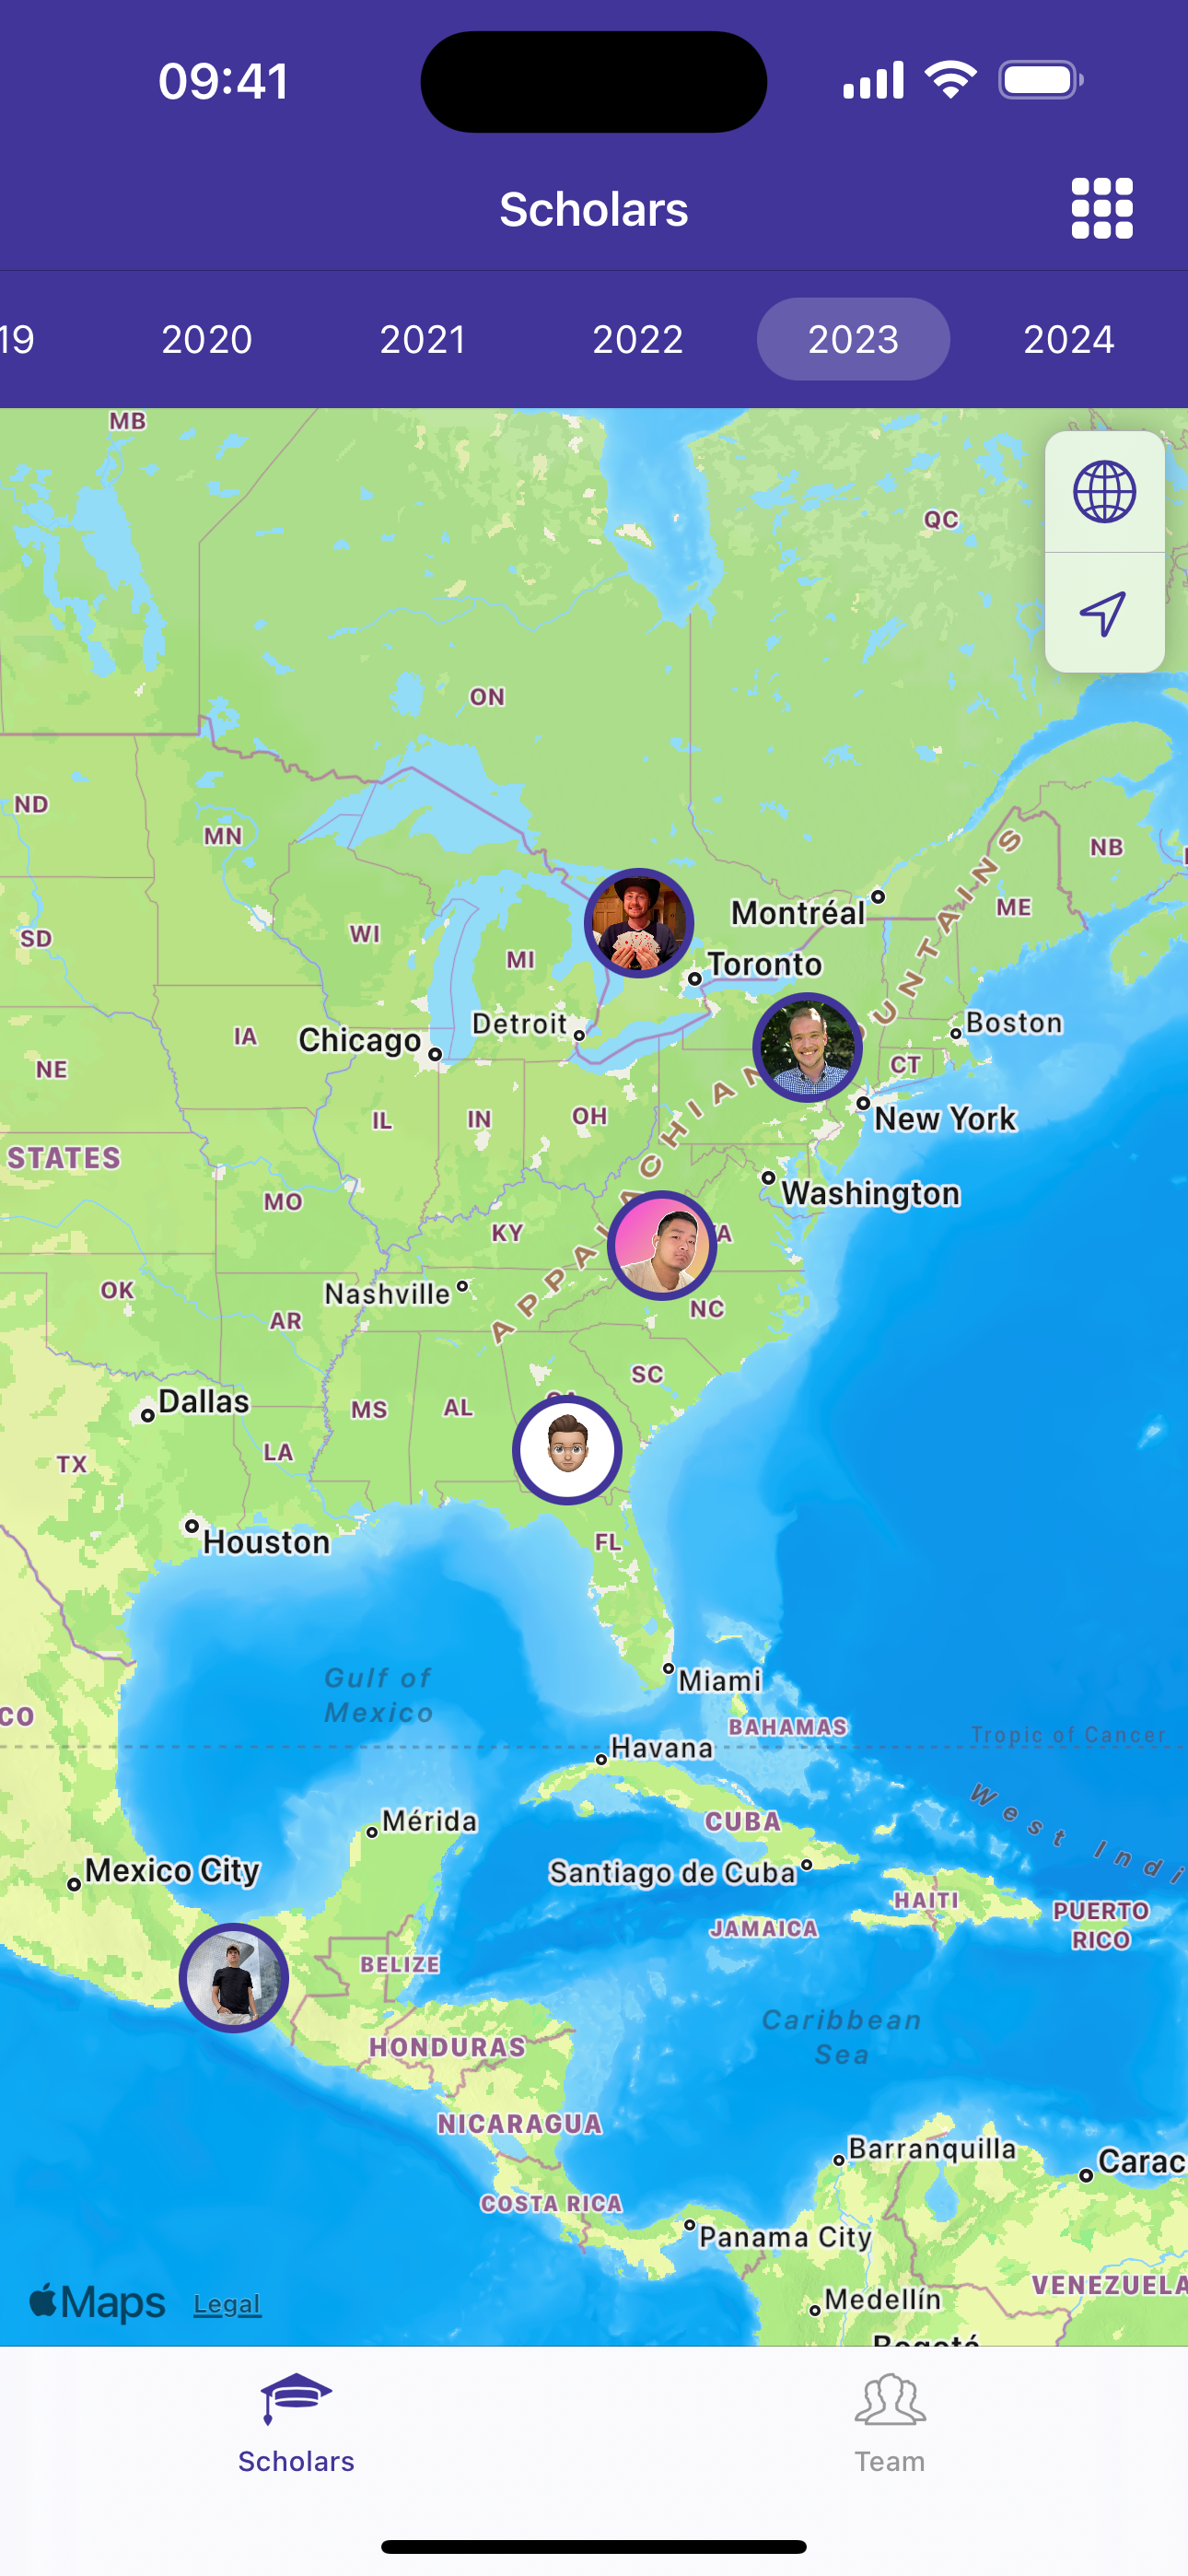 09:41
Scholars
19 2020 2021 2022 2023 2024
MB
QC
ON
ND
MN
NB
SD
WI
MI
Montréal
ME
Toronto
IA
Chicago
Detroit
Boston
NE
CT
IL
IN
OH
New York
STATES
MO
Washington
KY
OK
Nashville
AR
NC
SC
Dallas
MS
AL
LA
TX
Houston
FL
Gulf of
Mexico
Miami
CO
BAHAMAS
Tropic of Cancer
Havana
Mérida
CUBA
West Indi
Mexico City
Santiago de Cuba
HAITI
PUERTO
RICO
JAMAICA
BELIZE
Caribbean
Sea
HONDURAS
NICARAGUA
Barranquilla
Carac
COSTA RICA
Panama City
VENEZUELA
Maps Legal
Medellín
Scholars
Team